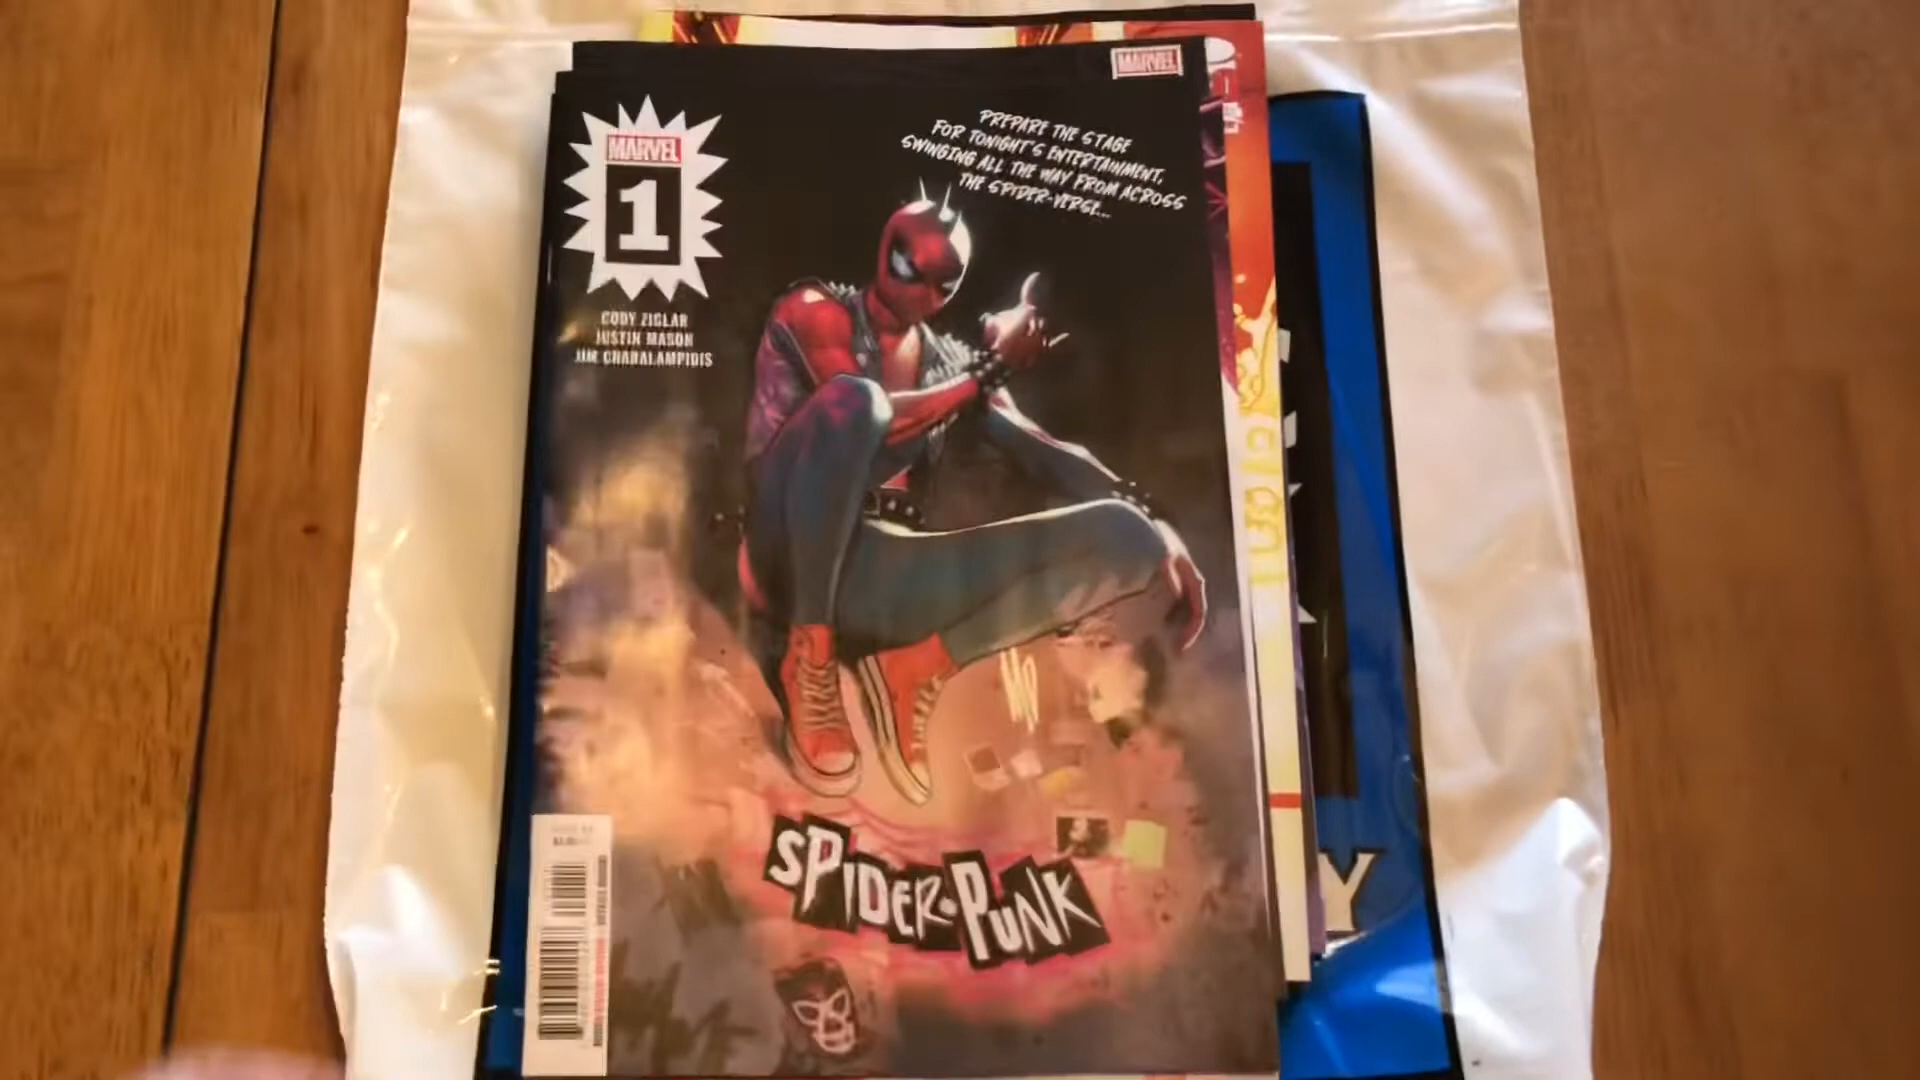 MARVEL
MARVEL
1
PREPARE THE STAGE
FOR TONIGHT'S ENTERTAINMENT,
SWINGING ALL THE WAY FROM ACROSS
THE SPIDER-VERSE...
CODY ZIGLAR
JUSTIN MASON
JIM CHARALAMPIDIS
SPIDER-PUNK
Y